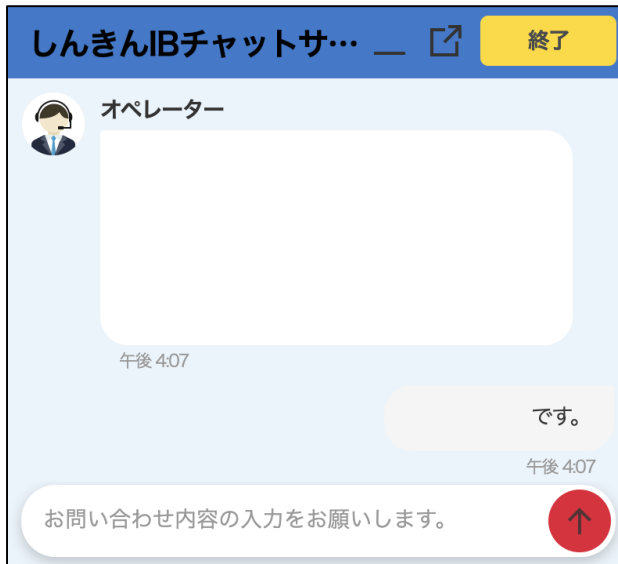 しんきんIBチャットサ…
終了
オペレーター
午後 4:07
です。
午後 4:07
お問い合わせ内容の入力をお願いします。